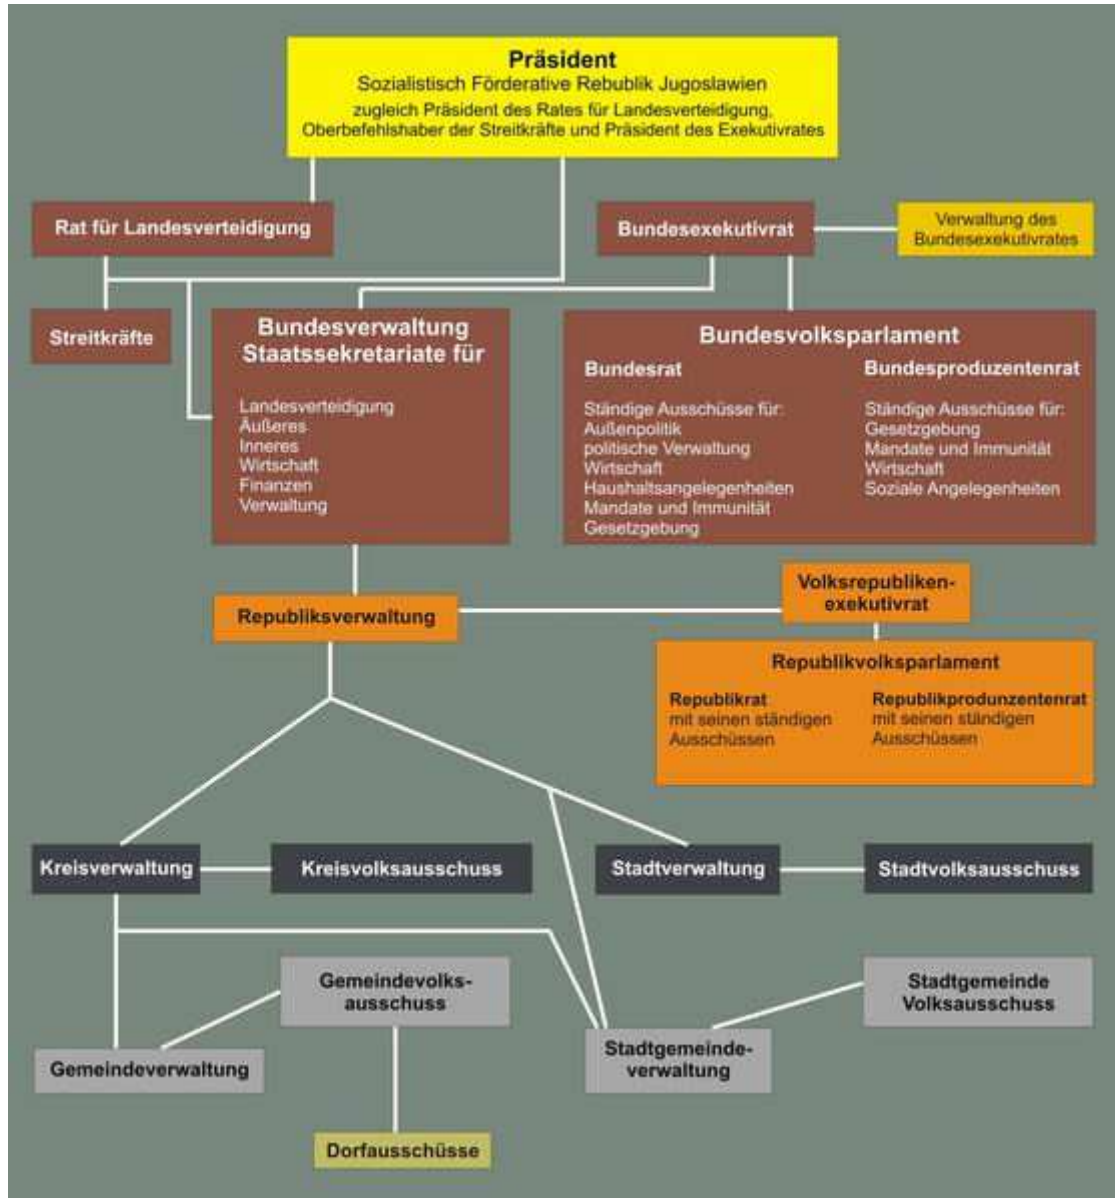 Präsident
Sozialistisch Förderative Rebublik Jugoslawien
zugleich Präsident des Rates für Landesverteidigung,
Oberbefehlshaber der Streitkräfte und Präsident des Exekutivrates
Rat für Landesverteidigung
Bundesexekutivrat
Verwaltung des
Bundesexekutivrates
Streitkräfte
Bundesverwaltung
Staatssekretariate für
Landesverteidigung
Äußeres
Inneres
Wirtschaft
Finanzen
Verwaltung
Bundesvolksparlament
Bundesrat
Ständige Ausschüsse für:
Außenpolitik
politische Verwaltung
Wirtschaft
Haushaltsangelegenheiten
Mandate und Immunität
Gesetzgebung
Bundesproduzentenrat
Ständige Ausschüsse für:
Gesetzgebung
Mandate und Immunität
Wirtschaft
Soziale Angelegenheiten
Republiksverwaltung
Volksrepubliken-
exekutivrat
Republikvolksparlament
Republikrat
mit seinen ständigen
Ausschüssen
Republikprodunzentenrat
mit seinen ständigen
Ausschüssen
Kreisverwaltung
Kreisvolksausschuss
Stadtverwaltung
Stadtvolksausschuss
Gemeindevolks-
ausschuss
Stadtgemeinde
Volksausschuss
Gemeindeverwaltung
Stadtgemeinde-
verwaltung
Dorfausschüsse